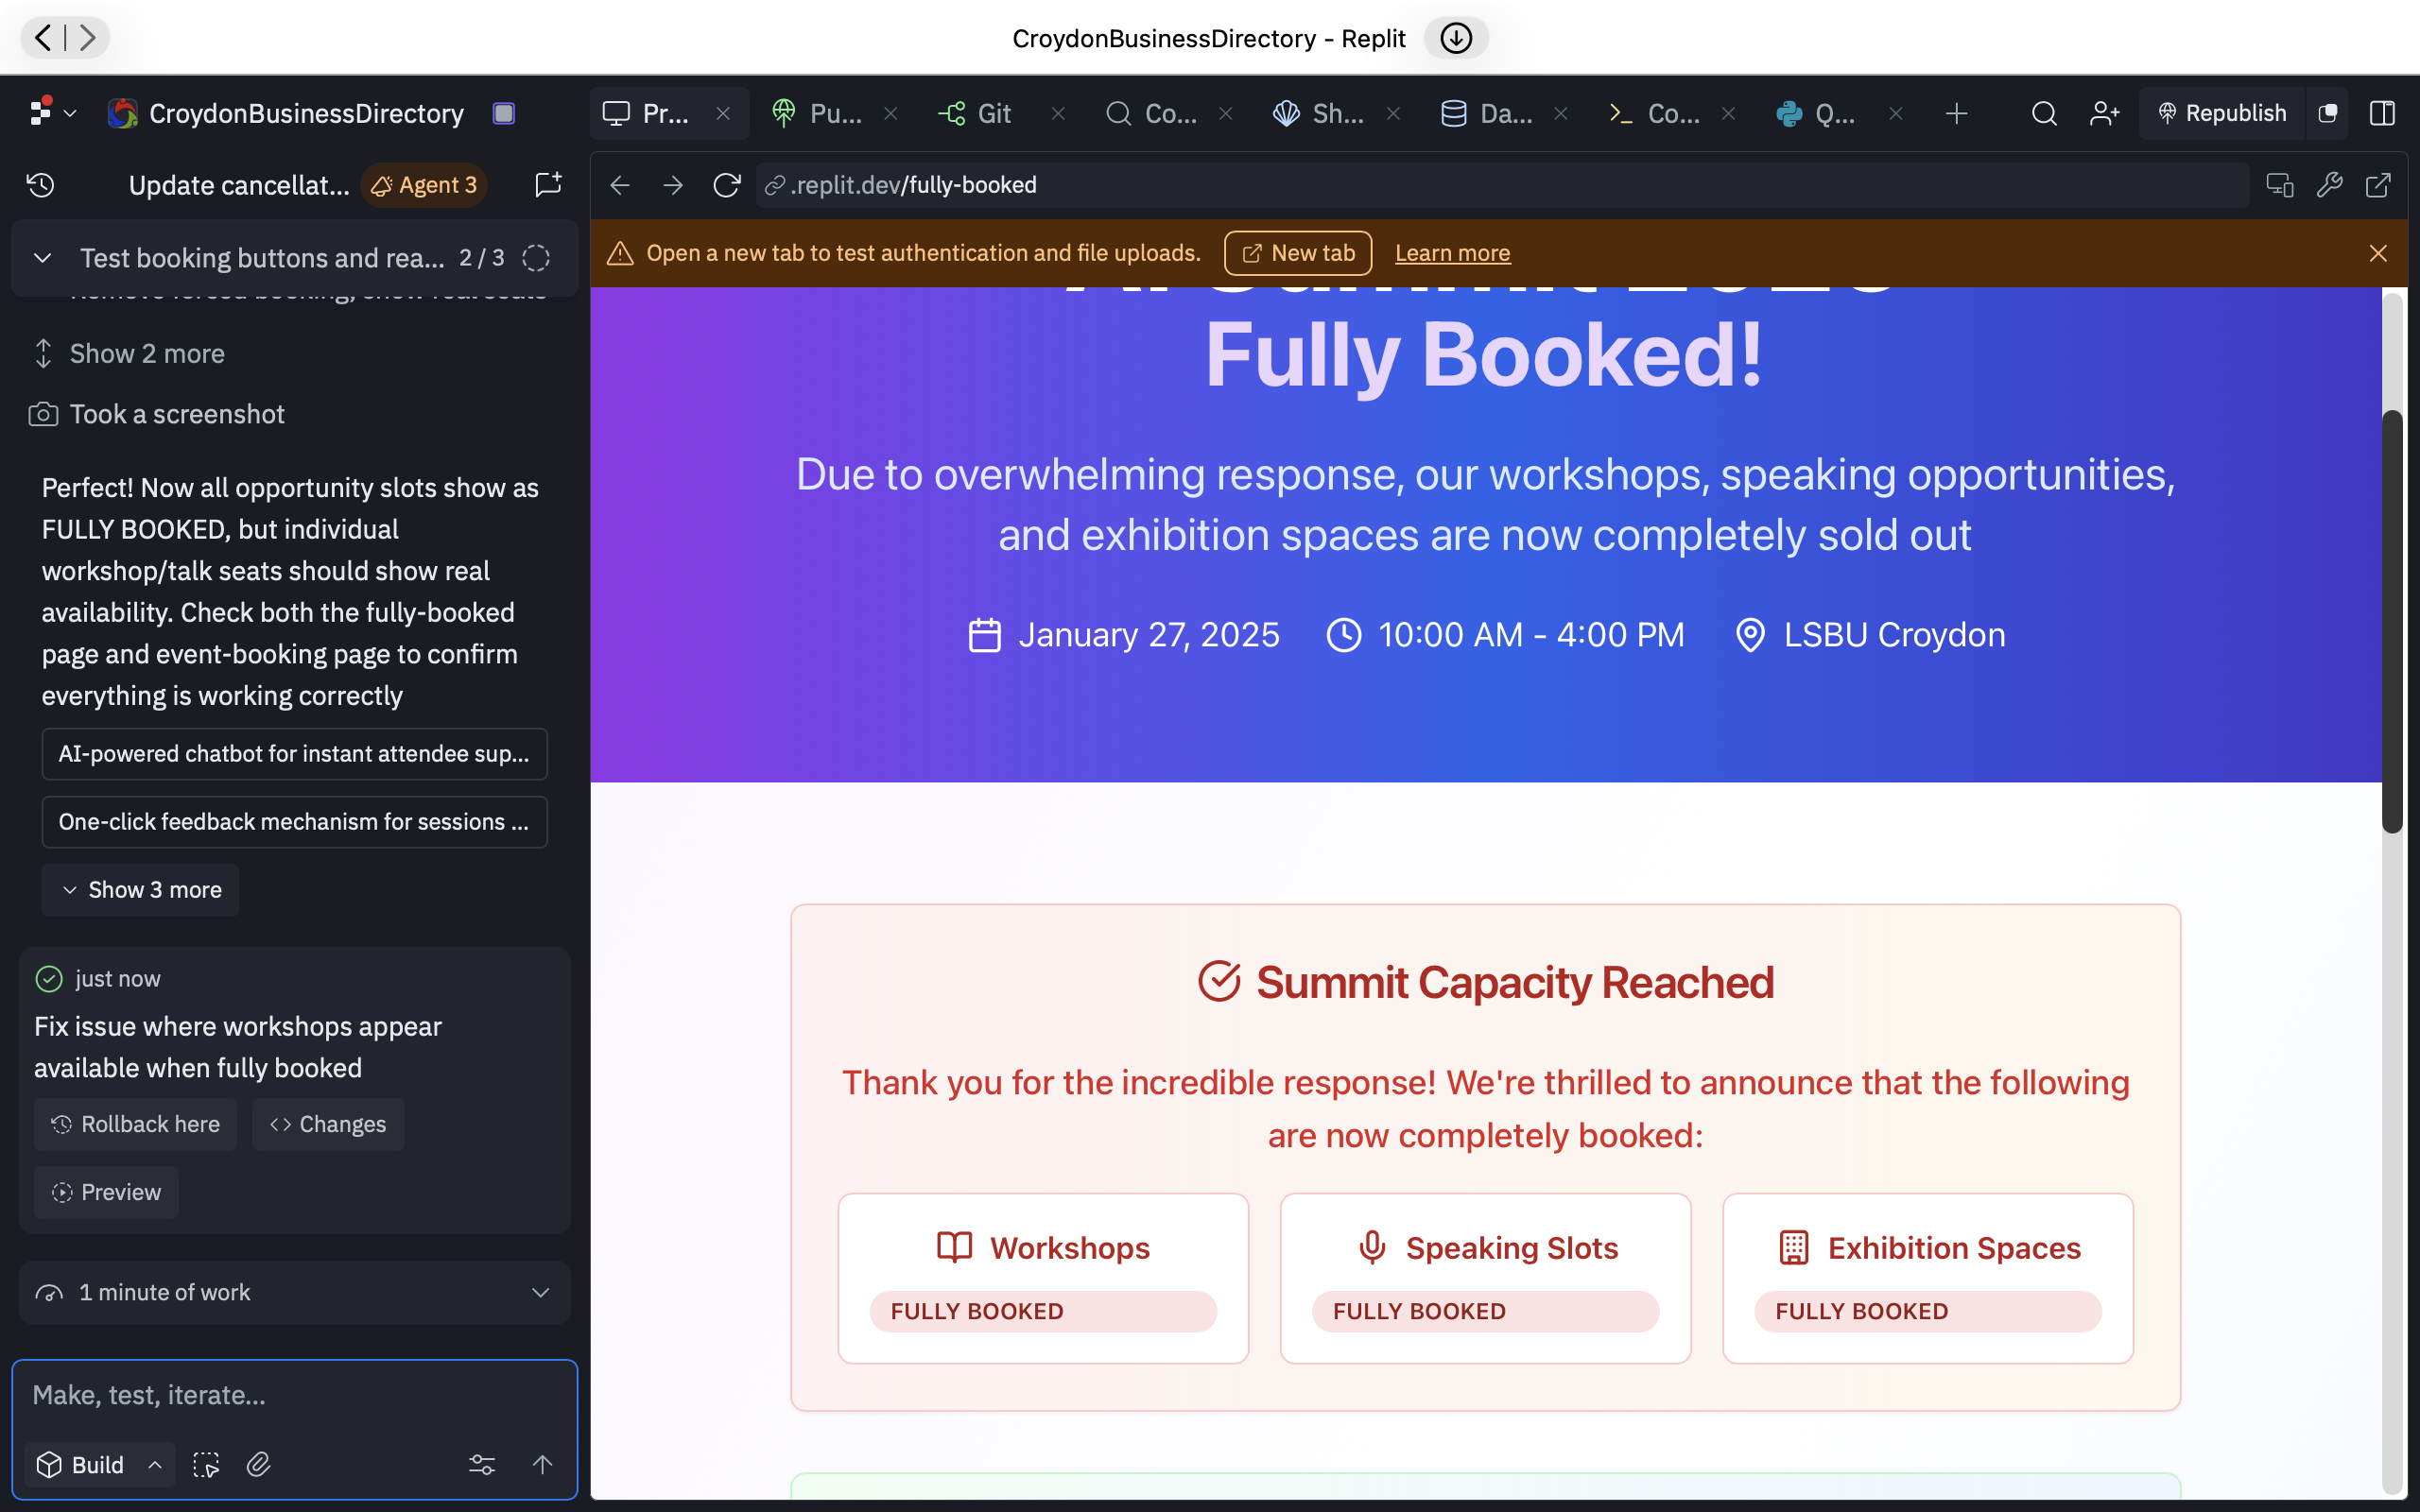 CroydonBusinessDirectory - Replit
CroydonBusinessDirectory
Pr...
Pu...
Git
Co...
Sh...
Da...
Co...
Q...
Republish
Update cancellat...
Agent 3
.replit.dev/fully-booked
Test booking buttons and rea... 2 / 3
Open a new tab to test authentication and file uploads.
New tab
Learn more
Show 2 more
Took a screenshot
Perfect! Now all opportunity slots show as
FULLY BOOKED, but individual
workshop/talk seats should show real
availability. Check both the fully-booked
page and event-booking page to confirm
everything is working correctly
AI-powered chatbot for instant attendee sup...
One-click feedback mechanism for sessions ...
Show 3 more
just now
Fix issue where workshops appear
available when fully booked
Rollback here
Changes
Preview
1 minute of work
Make, test, iterate...
Build
Fully Booked!
Due to overwhelming response, our workshops, speaking opportunities,
and exhibition spaces are now completely sold out
January 27, 2025
10:00 AM - 4:00 PM
LSBU Croydon
Summit Capacity Reached
Thank you for the incredible response! We're thrilled to announce that the following
are now completely booked:
Workshops
FULLY BOOKED
Speaking Slots
FULLY BOOKED
Exhibition Spaces
FULLY BOOKED